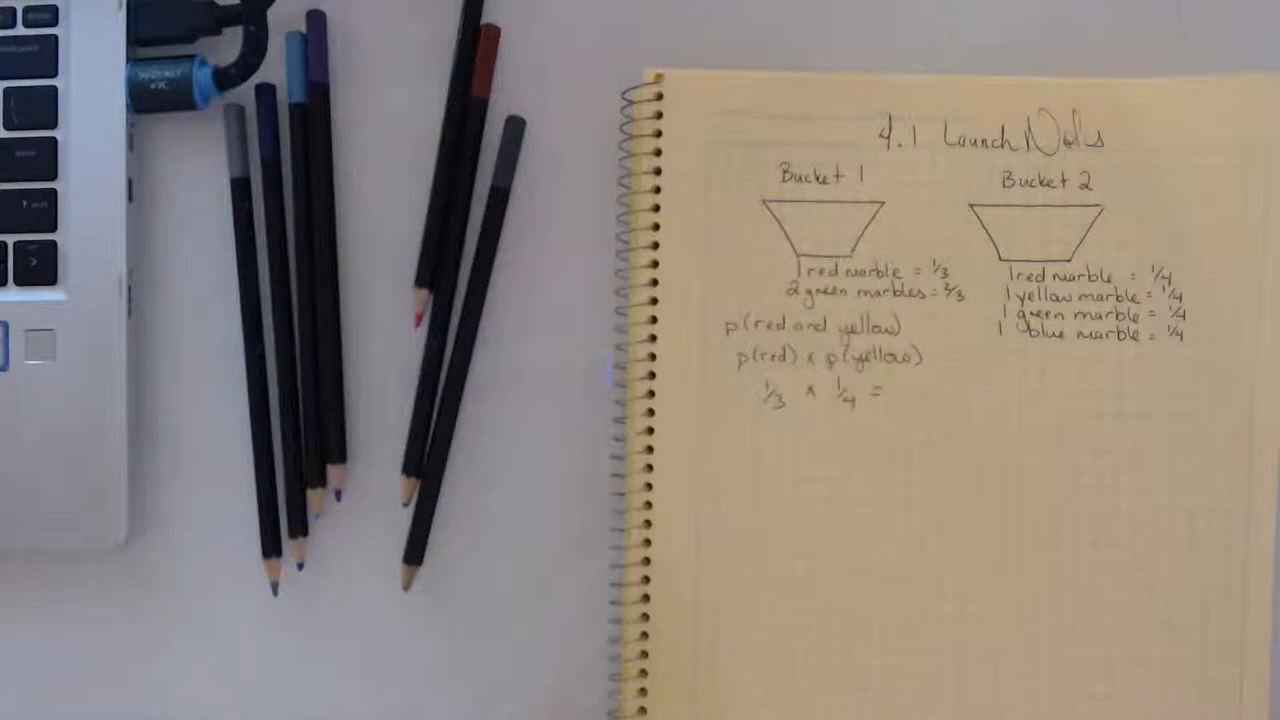 4.1 Launch Notes
Bucket 1
1 red marble = 1/3
2 green marbles = 2/3
Bucket 2
1 red marble = 1/4
1 yellow marble = 1/4
1 green marble = 1/4
1 blue marble = 1/4
p(red and yellow)
p(red) x p(yellow)
1/3 x 1/4 =